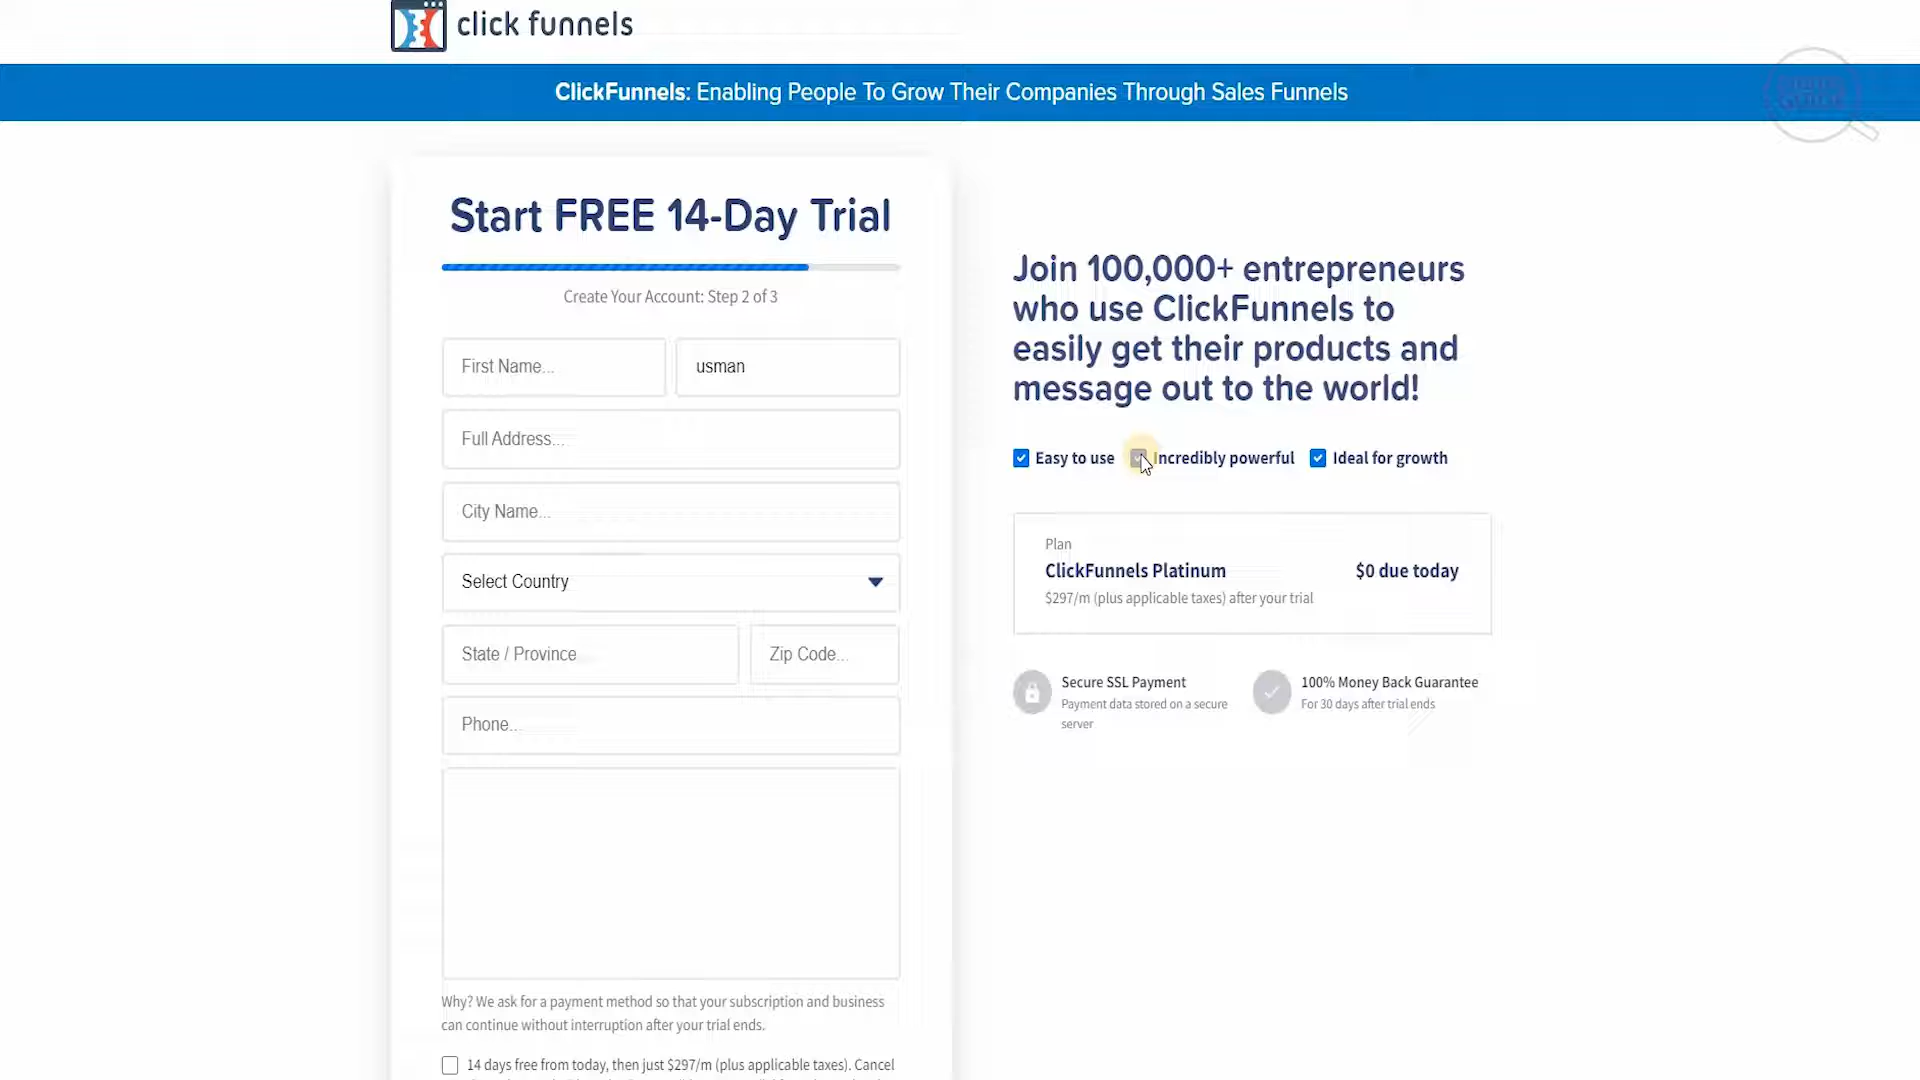 click funnels
ClickFunnels: Enabling People To Grow Their Companies Through Sales Funnels
Start FREE 14-Day Trial
Create Your Account: Step 2 of 3
First Name...
usman
Full Address...
City Name...
Select Country
State / Province
Zip Code...
Phone...
Why? We ask for a payment method so that your subscription and business
can continue without interruption after your trial ends.
14 days free from today, then just $297/m (plus applicable taxes). Cancel
Join 100,000+ entrepreneurs
who use ClickFunnels to
easily get their products and
message out to the world!
Easy to use
Incredibly powerful
Ideal for growth
Plan
ClickFunnels Platinum
$0 due today
$297/m (plus applicable taxes) after your trial
Secure SSL Payment
Payment data stored on a secure
server
100% Money Back Guarantee
For 30 days after trial ends